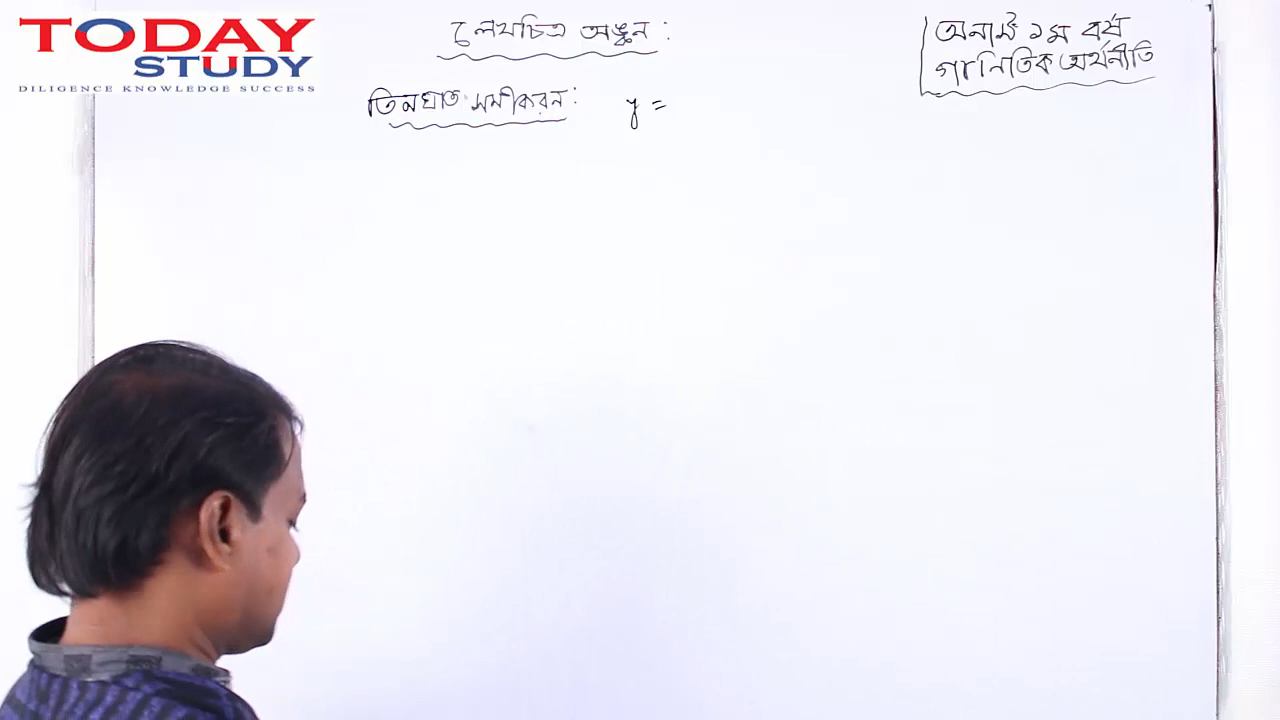 TODAY
STUDY
DILIGENCE KNOWLEDGE SUCCESS
লেখচিত্র অঙ্কন :
অনার্স ১ম বর্ষ
গাণিতিক অর্থনীতি
তিনঘাত সমীকরন : y =